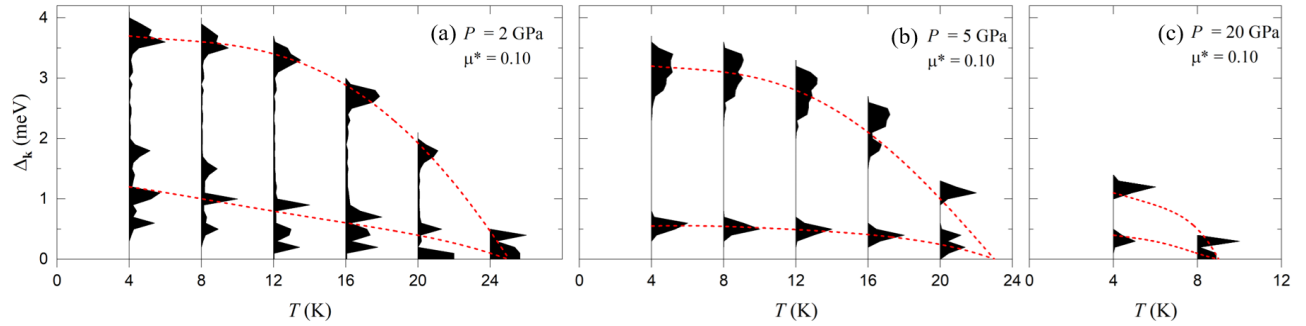 4
3
2
1
0
Δk (meV)
(a) P = 2 GPa
μ* = 0.10
0 4 8 12 16 20 24
T (K)
(b) P = 5 GPa
μ* = 0.10
0 4 8 12 16 20 24
T (K)
(c) P = 20 GPa
μ* = 0.10
0 4 8 12
T (K)